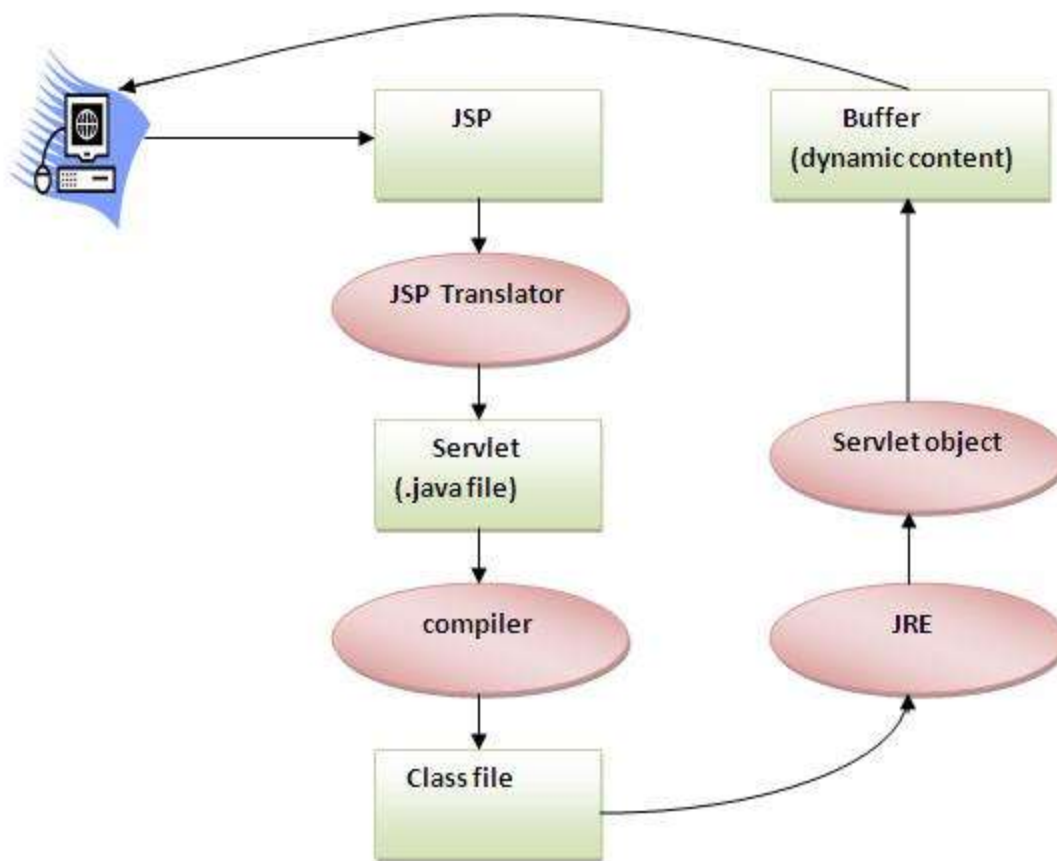 JSP
Buffer
(dynamic content)
JSP Translator
Servlet
(.java file)
Servlet object
compiler
JRE
Class file